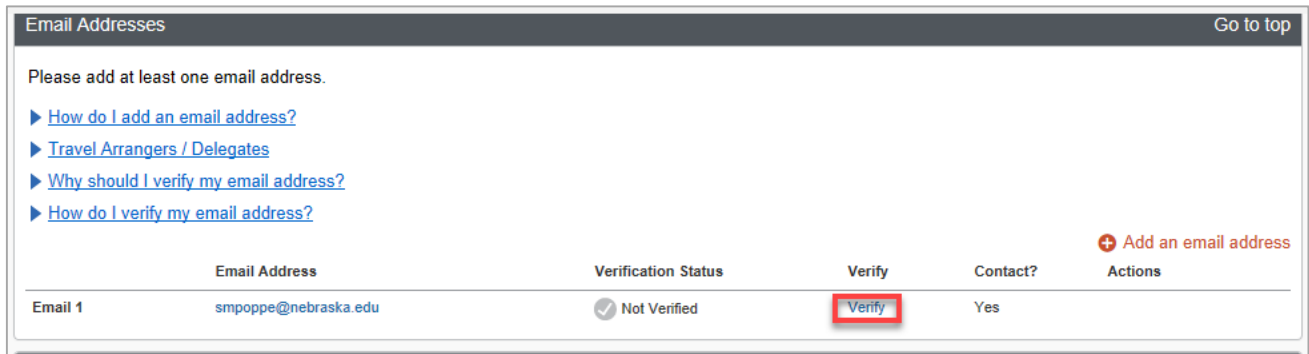 Email Addresses Go to top
Please add at least one email address.
How do I add an email address?
Travel Arrangers / Delegates
Why should I verify my email address?
How do I verify my email address?
Add an email address
Email Address Verification Status Verify Contact? Actions
Email 1 smpoppe@nebraska.edu Not Verified Verify Yes